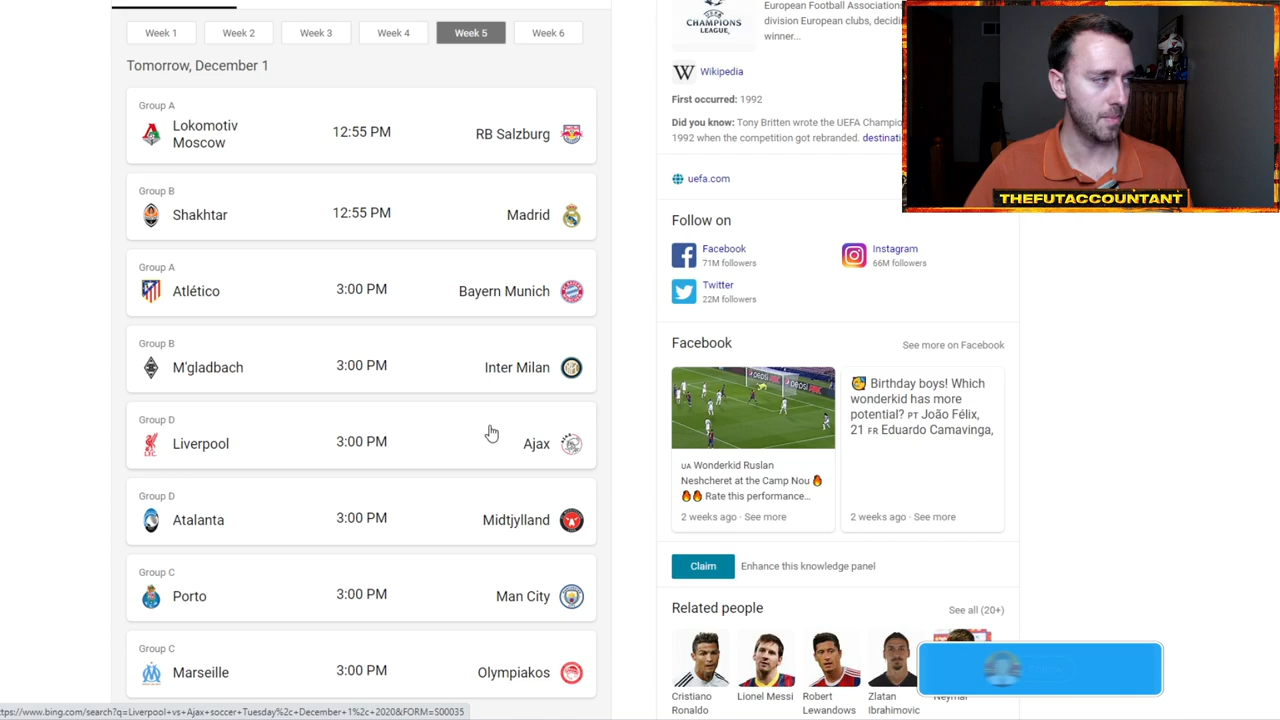 Week 1
Week 2
Week 3
Week 4
Week 5
Week 6
Tomorrow, December 1
Group A
Lokomotiv
Moscow
12:55 PM
RB Salzburg
Group B
Shakhtar
12:55 PM
Madrid
Group A
Atlético
3:00 PM
Bayern Munich
Group B
M'gladbach
3:00 PM
Inter Milan
Group D
Liverpool
3:00 PM
Ajax
Group D
Atalanta
3:00 PM
Midtjylland
Group C
Porto
3:00 PM
Man City
Group C
Marseille
3:00 PM
Olympiakos
ttps://www.bing.com/search?q=Liverpool+vs+Ajax+soccer+Tuesday%2c+December+1%2c+2020&FORM=S00035
UEFA
CHAMPIONS
LEAGUE
European Football Associations
division European clubs, decidi
winner...
W Wikipedia
First occurred: 1992
Did you know: Tony Britten wrote the UEFA Champio
1992 when the competition got rebranded. destinati
uefa.com
Follow on
Facebook
71M followers
Instagram
66M followers
Twitter
22M followers
Facebook
See more on Facebook
pepsi MAX
UA Wonderkid Ruslan
Neshcheret at the Camp Nou 🔥
🔥🔥 Rate this performance...
2 weeks ago · See more
Birthday boys! Which
wonderkid has more
potential? PT João Félix,
21 FR Eduardo Camavinga,
2 weeks ago · See more
Claim
Enhance this knowledge panel
Related people
See all (20+)
Cristiano
Ronaldo
Lionel Messi
Robert
Lewandows
Zlatan
Ibrahimovic
Neymar
THEFUTACCOUNTANT